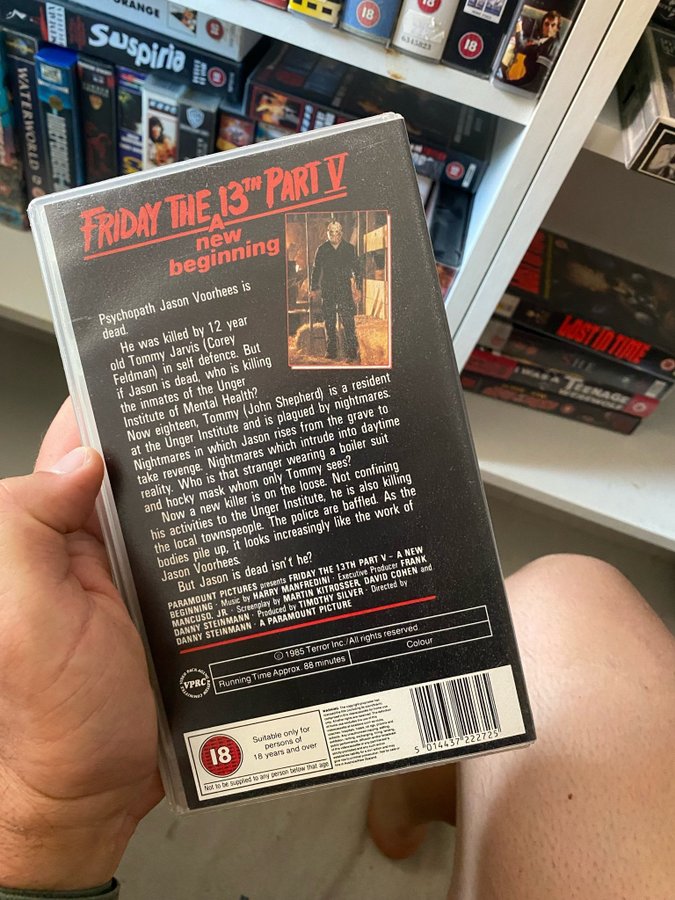 Suspiria
WATERWORLD
18
18
18
FRIDAY THE 13TH PART V
A
new
beginning
Psychopath Jason Voorhees is
dead.
He was killed by 12 year
old Tommy Jarvis (Corey
Feldman) in self defence. But
if Jason is dead, who is killing
the inmates of the Unger
Institute of Mental Health?
Now eighteen, Tommy (John Shepherd) is a resident
at the Unger Institute and is plagued by nightmares.
Nightmares in which Jason rises from the grave to
take revenge. Nightmares which intrude into daytime
reality. Who is that stranger wearing a boiler suit
and hocky mask whom only Tommy sees?
Now a new killer is on the loose. Not confining
his activities to the Unger Institute, he is also killing
the local townspeople. The police are baffled. As the
bodies pile up, it looks increasingly like the work of
Jason Voorhees.
But Jason is dead isn't he?
PARAMOUNT PICTURES presents FRIDAY THE 13TH PART V - A NEW
BEGINNING · Music by HARRY MANFREDINI · Executive Producer FRANK
MANCUSO, JR. · Screenplay by MARTIN KITROSSER, DAVID COHEN and
DANNY STEINMANN · Produced by TIMOTHY SILVER · Directed by
DANNY STEINMANN · A PARAMOUNT PICTURE
© 1985 Terror Inc./All rights reserved
Running Time Approx. 88 minutes
Colour
VPRC
18
Suitable only for
persons of
18 years and over
Not to be supplied to any person below that age
5 014437 222725
LOST IN TIME
SHE
I WAS A TEENAGE